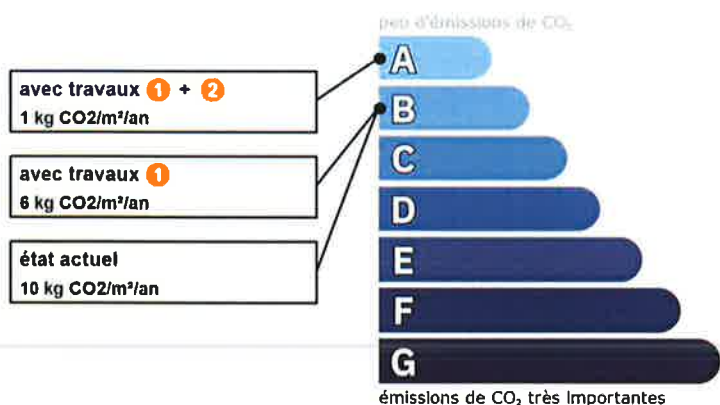 peu d'émissions de CO₂
A
avec travaux 1 + 2
1 kg CO2/m²/an
B
C
avec travaux 1
6 kg CO2/m²/an
D
état actuel
10 kg CO2/m²/an
E
F
G
émissions de CO₂ très importantes